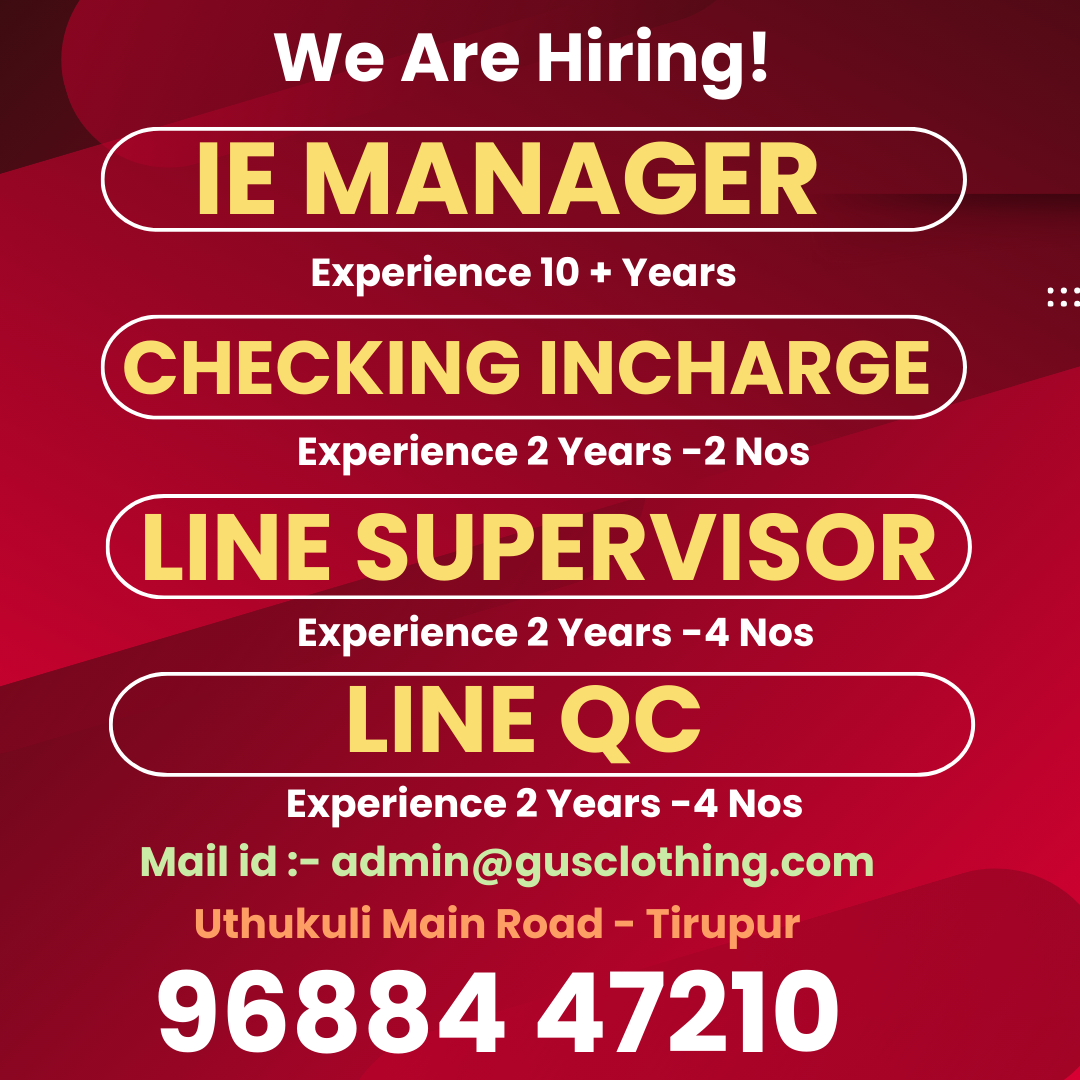 We Are Hiring!
IE MANAGER
Experience 10 + Years
CHECKING INCHARGE
Experience 2 Years -2 Nos
LINE SUPERVISOR
Experience 2 Years -4 Nos
LINE QC
Experience 2 Years -4 Nos
Mail id :- admin@gusclothing.com
Uthukuli Main Road - Tirupur
96884 47210